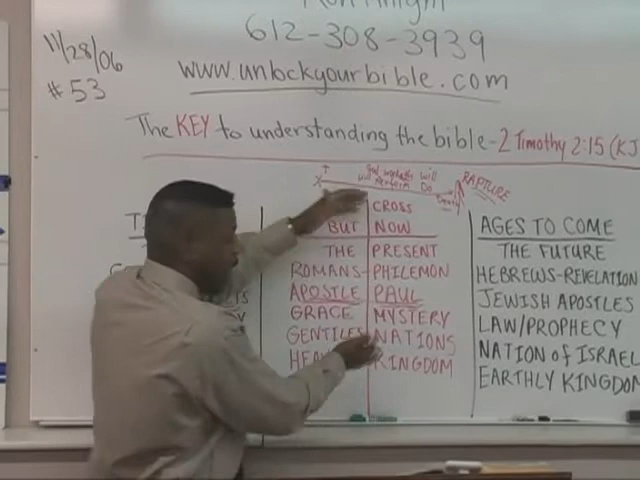 11/28/06
# 53
612-308-3939
www.unlockyourbible.com
The KEY to understanding the bible-2 Timothy 2:15 (KJ
RAPTURE
CROSS
BUT NOW
THE PRESENT
ROMANS-PHILEMON
APOSTLE PAUL
GRACE MYSTERY
GENTILES NATIONS
KINGDOM
AGES TO COME
THE FUTURE
HEBREWS-REVELATION
JEWISH APOSTLES
LAW/PROPHECY
NATION of ISRAEL
EARTHLY KINGDOM